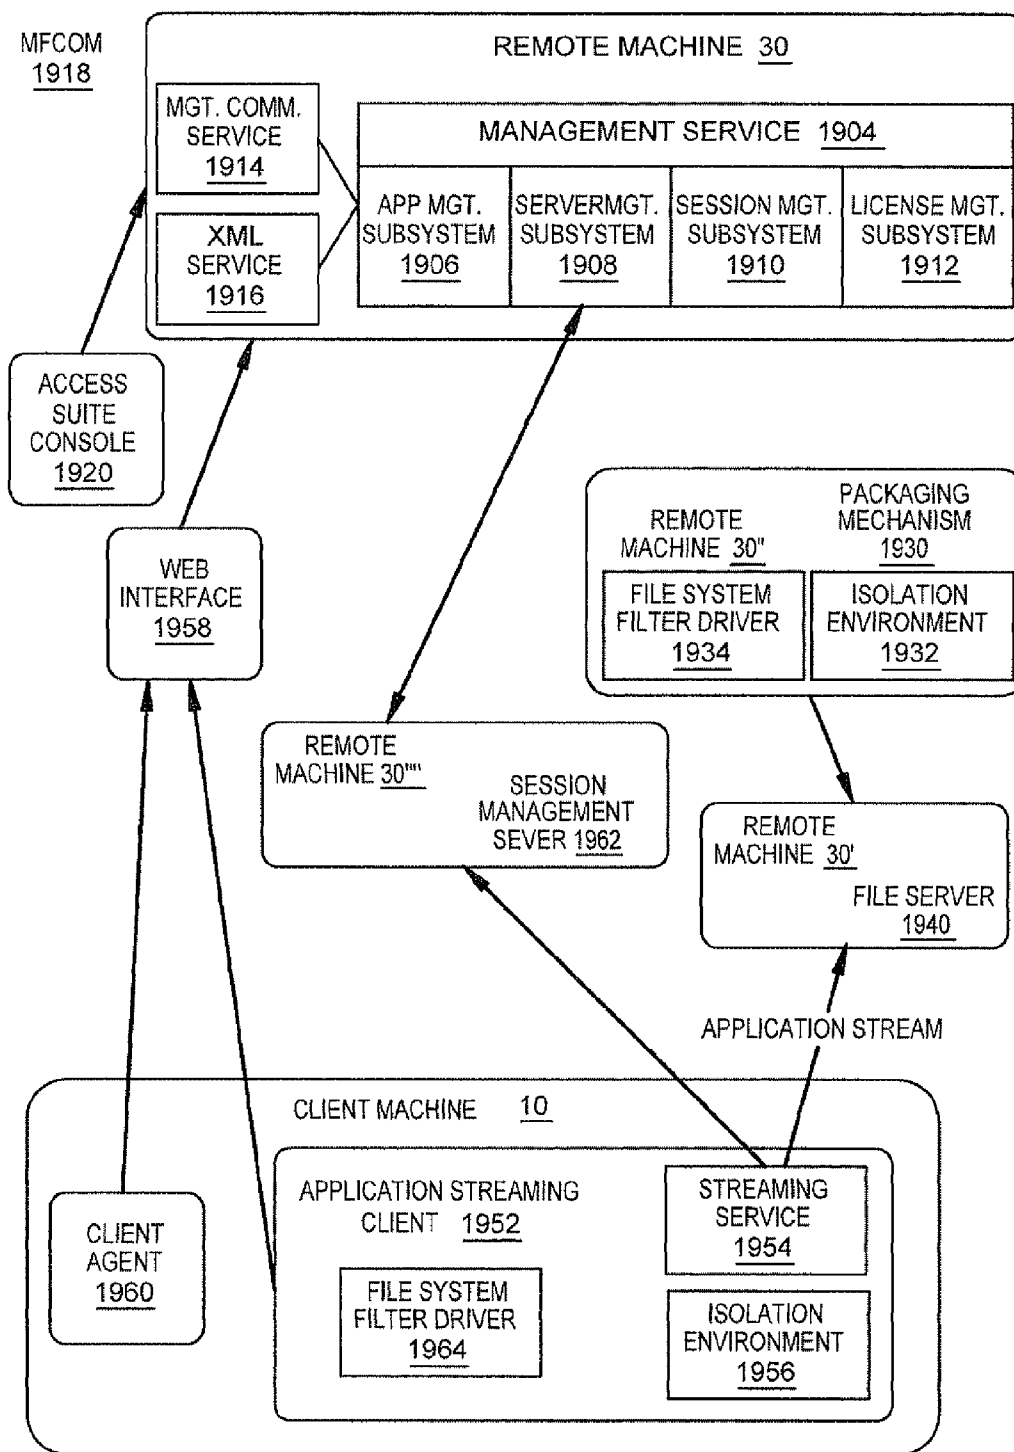 MFCOM
1918
REMOTE MACHINE 30
MGT. COMM.
SERVICE
1914
XML
SERVICE
1916
MANAGEMENT SERVICE 1904
APP MGT.
SUBSYSTEM
1906
SERVERMGT.
SUBSYSTEM
1908
SESSION MGT.
SUBSYSTEM
1910
LICENSE MGT.
SUBSYSTEM
1912
ACCESS
SUITE
CONSOLE
1920
WEB
INTERFACE
1958
REMOTE
MACHINE 30"
PACKAGING
MECHANISM
1930
FILE SYSTEM
FILTER DRIVER
1934
ISOLATION
ENVIRONMENT
1932
REMOTE
MACHINE 30""
SESSION
MANAGEMENT
SEVER 1962
REMOTE
MACHINE 30'
FILE SERVER
1940
APPLICATION STREAM
CLIENT MACHINE 10
CLIENT
AGENT
1960
APPLICATION STREAMING
CLIENT 1952
FILE SYSTEM
FILTER DRIVER
1964
STREAMING
SERVICE
1954
ISOLATION
ENVIRONMENT
1956